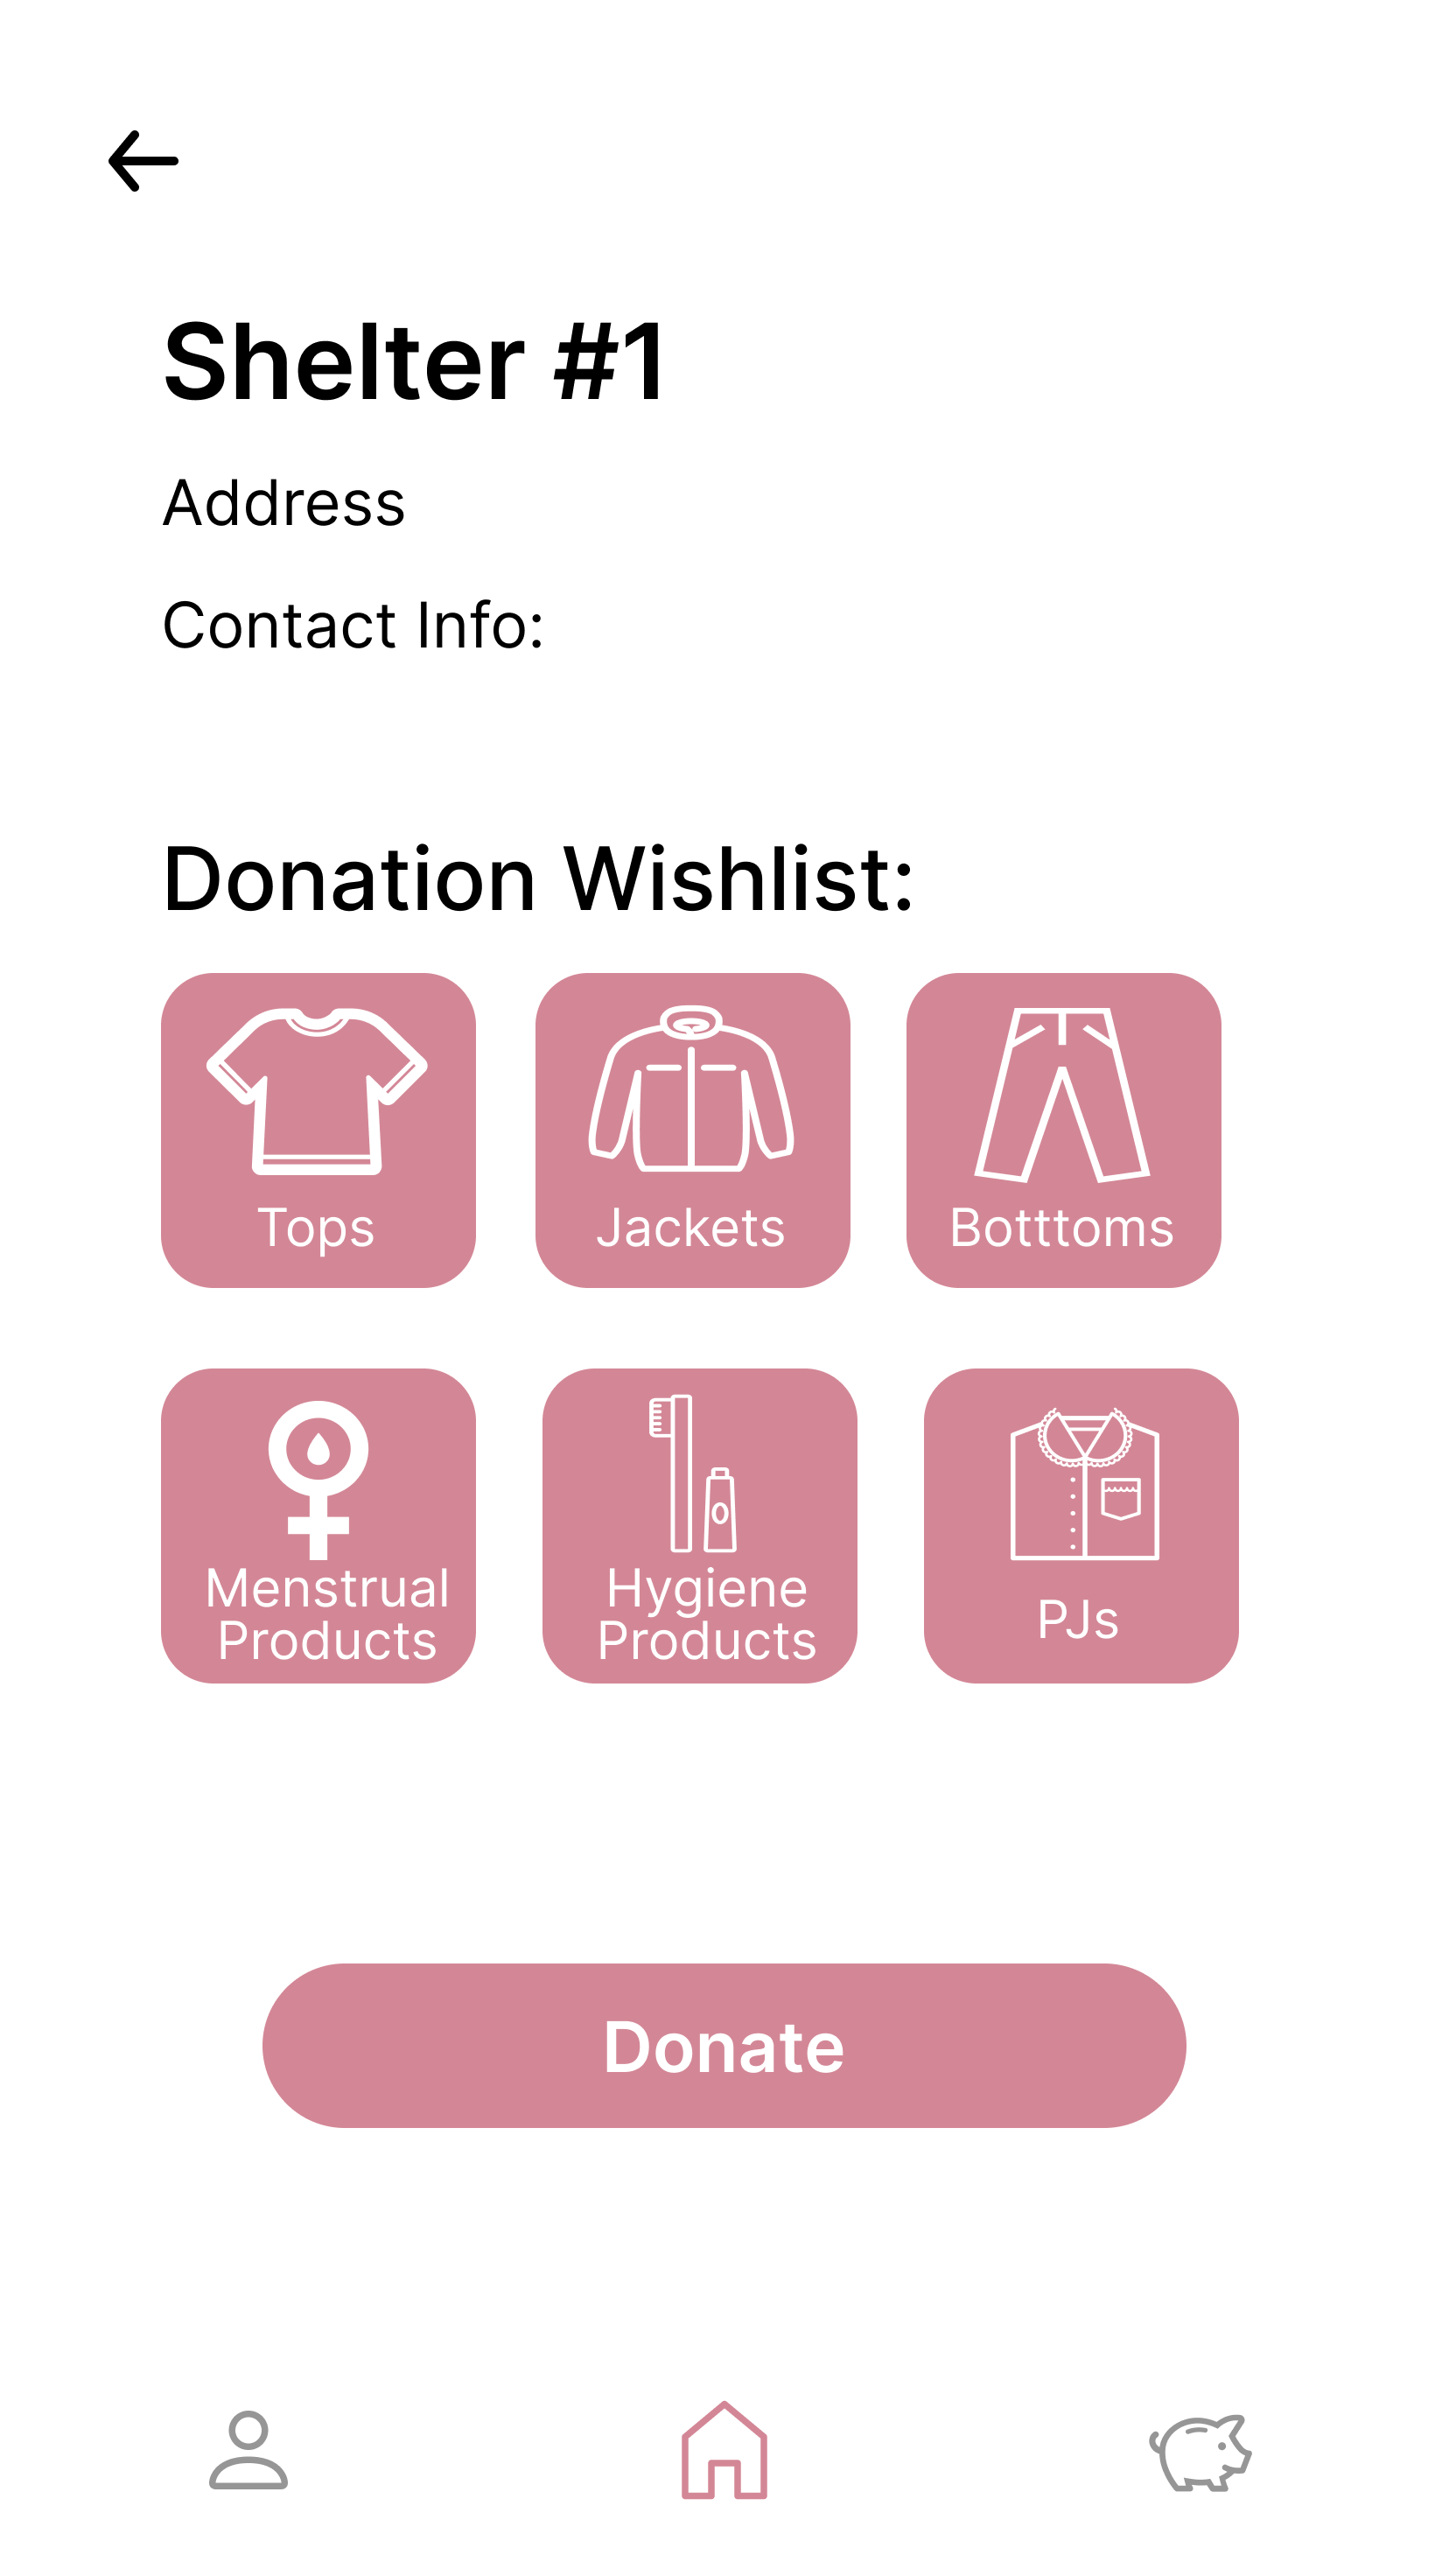 Shelter #1
Address
Contact Info:
Donation Wishlist:
Tops
Jackets
Botttoms
Menstrual
Products
Hygiene
Products
PJs
Donate